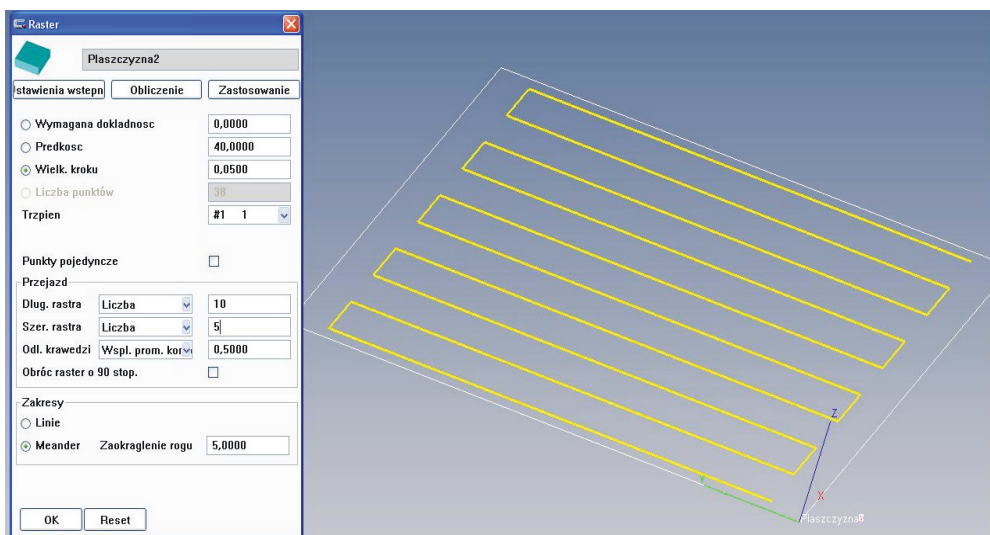 Raster
Plaszczyzna2
stawienia wstepn Obliczenie Zastosowanie
Wymagana dokladnosc 0,0000
Predkosc 40,0000
Wielk. kroku 0,0500
Liczba punktów 38
Trzpien #1 1
Punkty pojedyncze
Przejazd
Dlug. rastra Liczba 10
Szer. rastra Liczba 5
Odl. krawedzi Wspl. prom. kor 0,5000
Obróc raster o 90 stop.
Zakresy
Linie
Meander Zaokraglenie rogu 5,0000
OK Reset
Z
Y
X